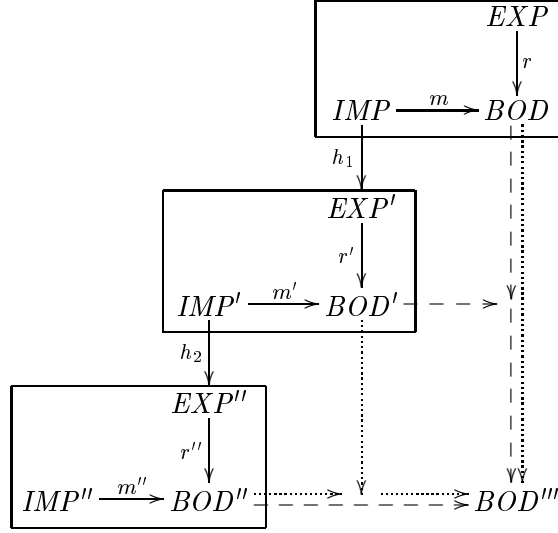 EXP
r
IMP m BOD
h₁
EXP′
r′
IMP′ m′ BOD′
h₂
EXP′′
r′′
IMP′′ m′′ BOD′′ BOD′′′